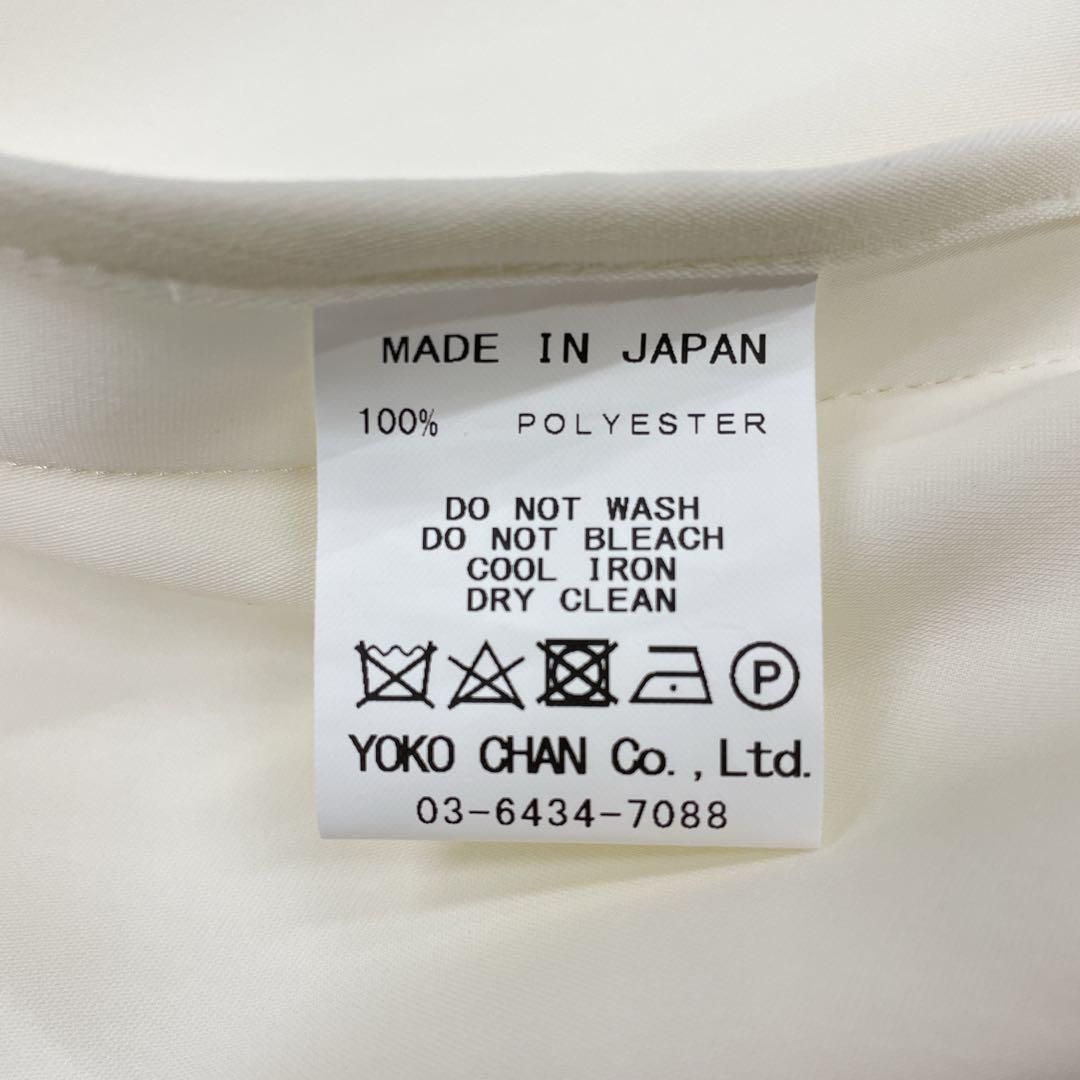 MADE IN JAPAN
100% POLYESTER
DO NOT WASH
DO NOT BLEACH
COOL IRON
DRY CLEAN
P
YOKO CHAN Co., Ltd.
03-6434-7088